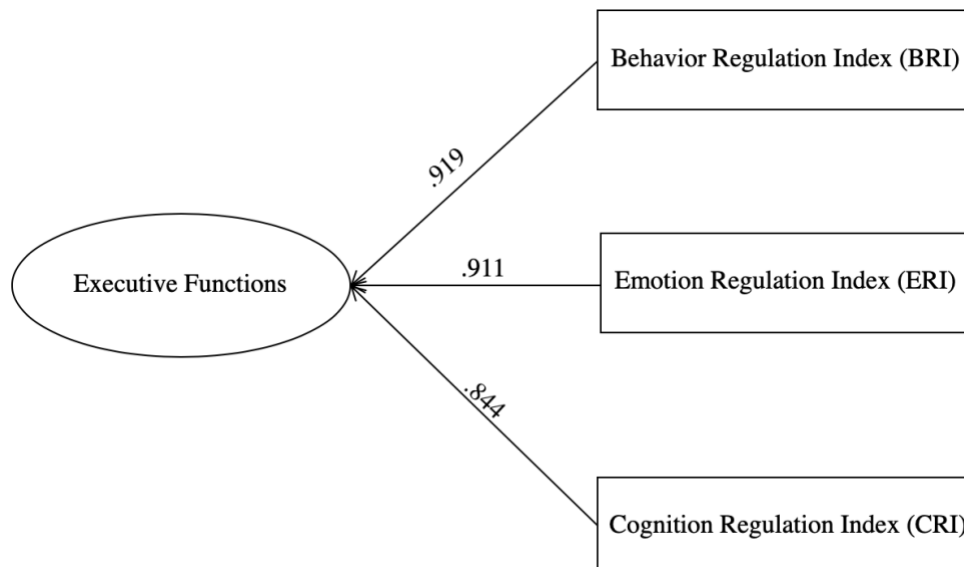 Behavior Regulation Index (BRI)
.919
Executive Functions
.911
Emotion Regulation Index (ERI)
.844
Cognition Regulation Index (CRI)